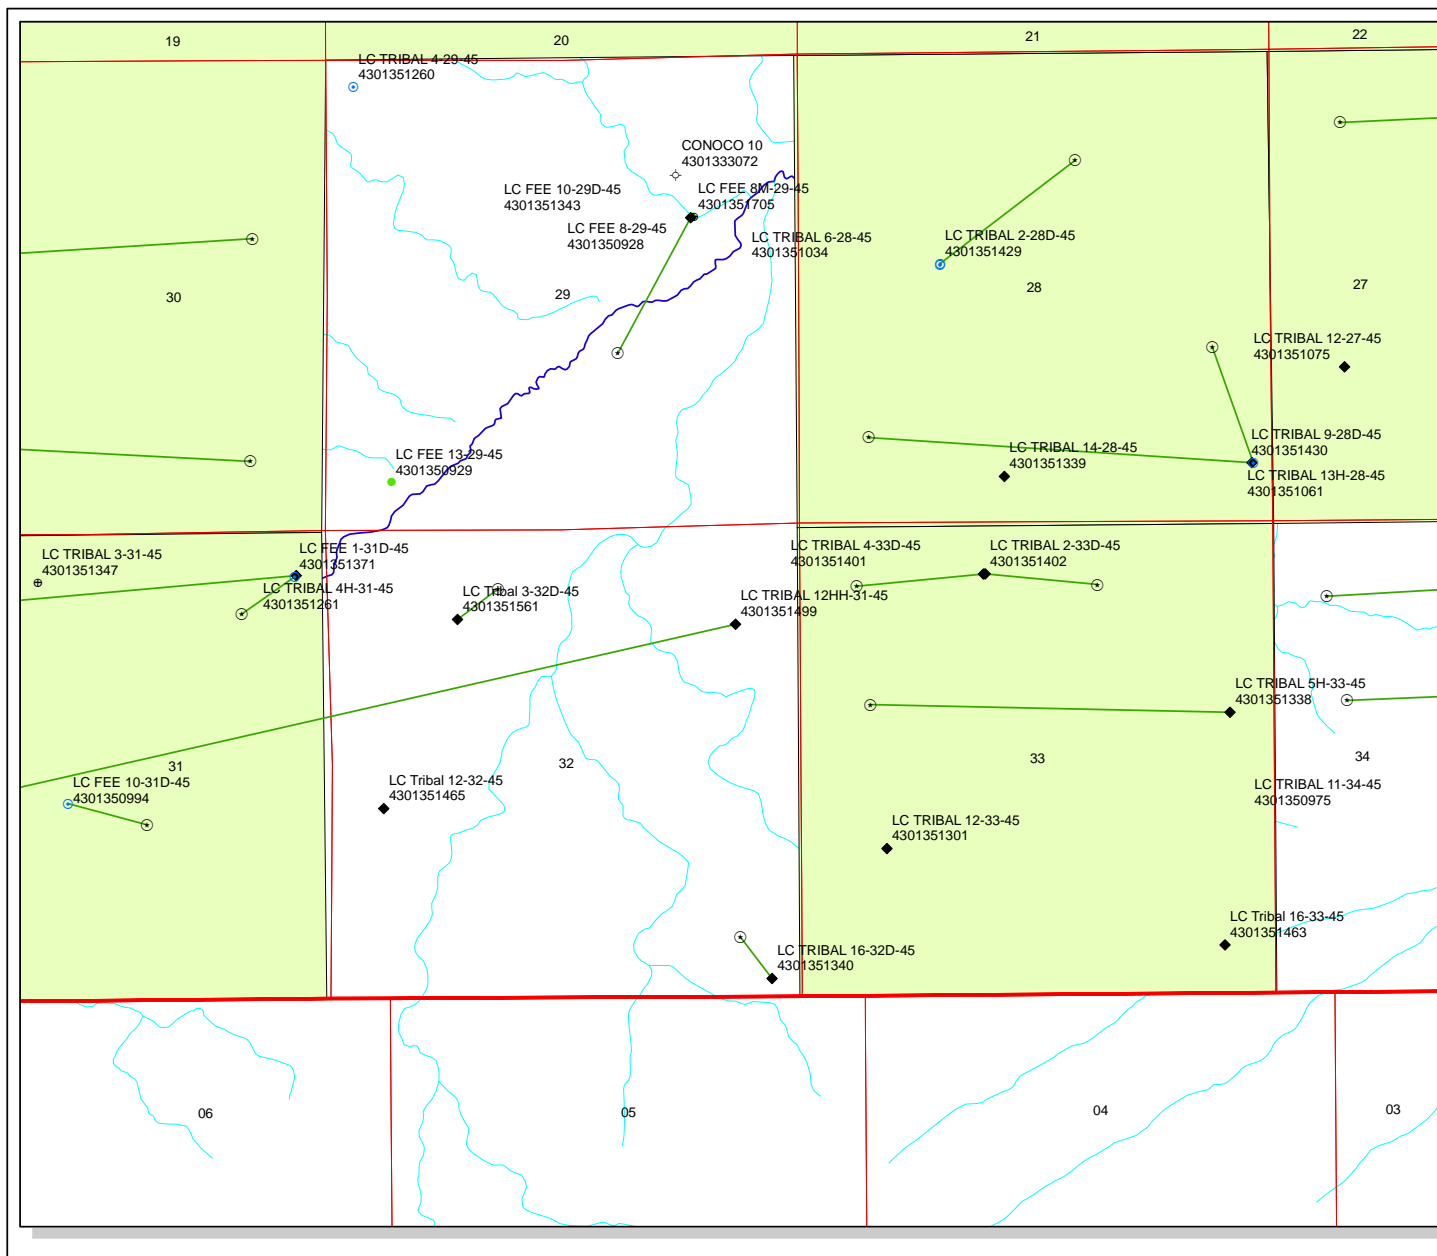 19
20
21
22
LC TRIBAL 4-29-45
4301351260
CONOCO 10
4301333072
LC FEE 10-29D-45
4301351343
LC FEE 8M-29-45
4301351705
LC FEE 8-29-45
4301350928
LC TRIBAL 6-28-45
4301351034
LC TRIBAL 2-28D-45
4301351429
30
29
28
27
LC TRIBAL 12-27-45
4301351075
LC FEE 13-29-45
4301350929
LC TRIBAL 14-28-45
4301351339
LC TRIBAL 9-28D-45
4301351430
LC TRIBAL 13H-28-45
4301351061
LC TRIBAL 3-31-45
4301351347
LC FEE 1-31D-45
4301351371
LC TRIBAL 4H-31-45
4301351261
LC Tribal 3-32D-45
4301351561
LC TRIBAL 12HH-31-45
4301351499
LC TRIBAL 4-33D-45
4301351401
LC TRIBAL 2-33D-45
4301351402
LC TRIBAL 5H-33-45
4301351338
31
32
33
34
LC FEE 10-31D-45
4301350994
LC Tribal 12-32-45
4301351465
LC TRIBAL 11-34-45
4301350975
LC TRIBAL 12-33-45
4301351301
LC Tribal 16-33-45
4301351463
LC TRIBAL 16-32D-45
4301351340
06
05
04
03